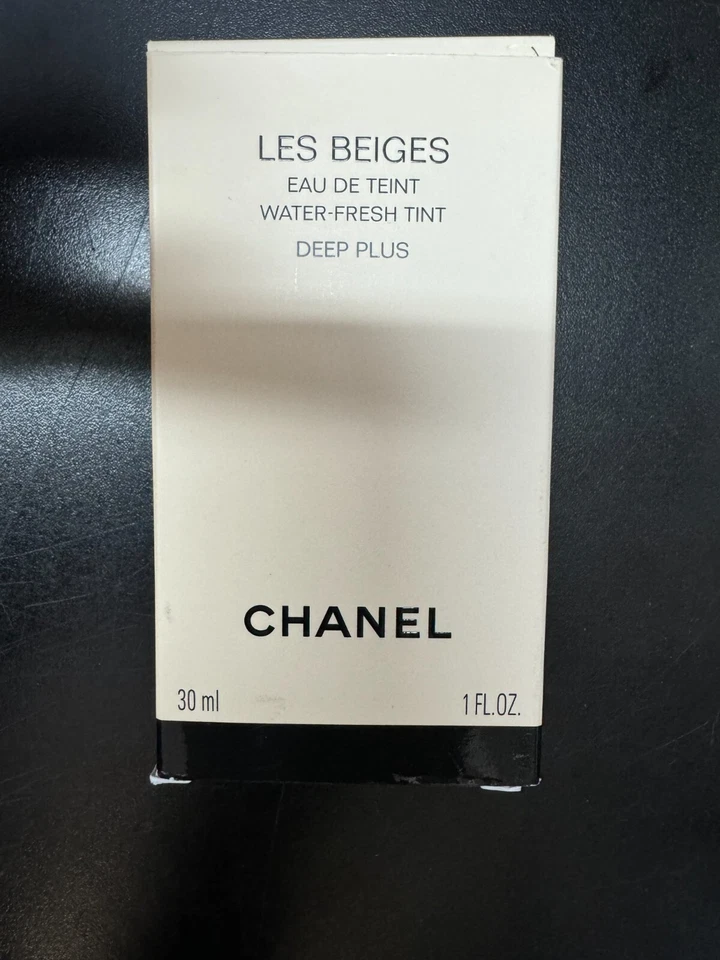 LES BEIGES
EAU DE TEINT
WATER-FRESH TINT
DEEP PLUS
CHANEL
30 ml 1 FL.OZ.